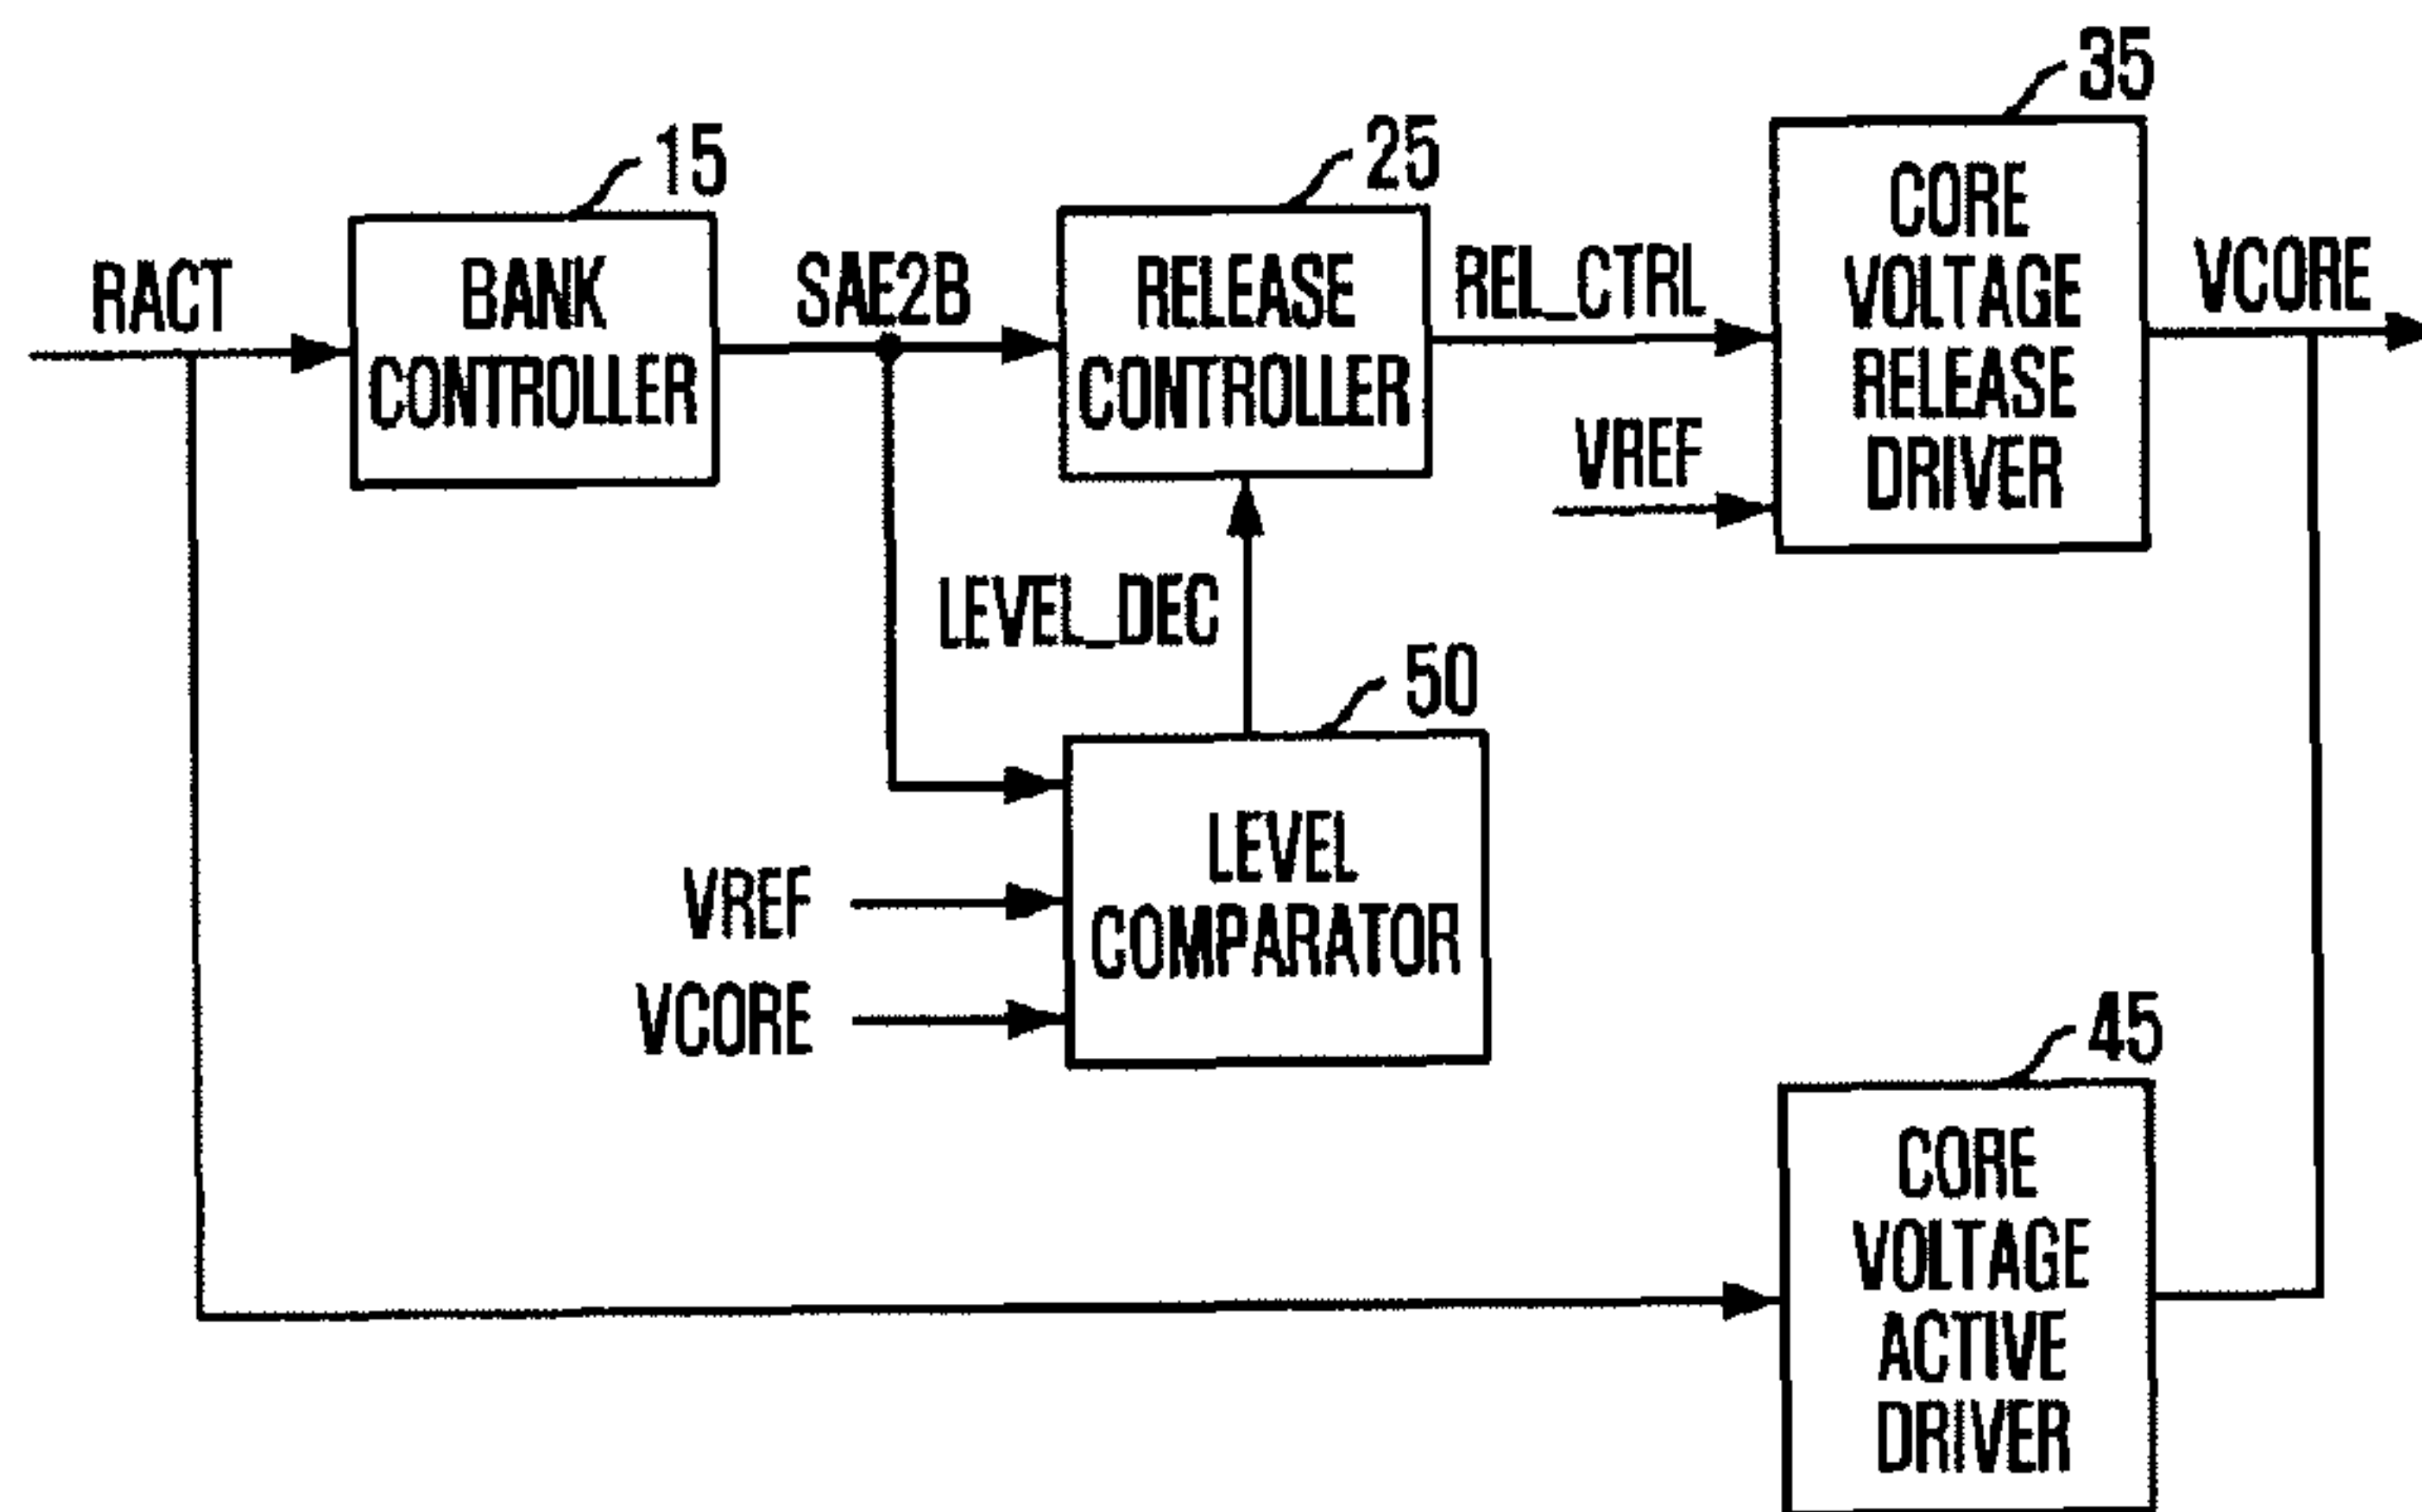 35
15
25
RACT
BANK
CONTROLLER
SAE2B
RELEASE
CONTROLLER
REL_CTRL
VREF
CORE
VOLTAGE
RELEASE
DRIVER
VCORE
LEVEL_DEC
50
VREF
VCORE
LEVEL
COMPARATOR
45
CORE
VOLTAGE
ACTIVE
DRIVER